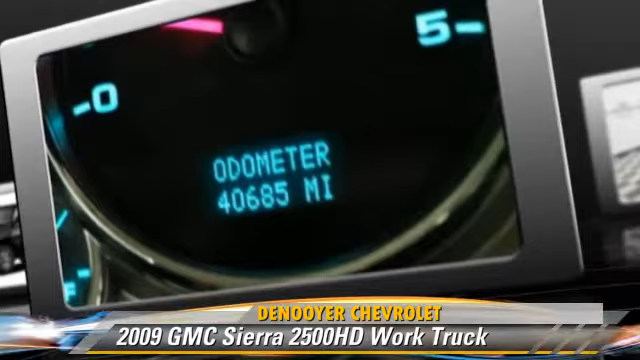 -0
5-
ODOMETER
40685 MI
F
DENOOYER CHEVROLET
2009 GMC Sierra 2500HD Work Truck